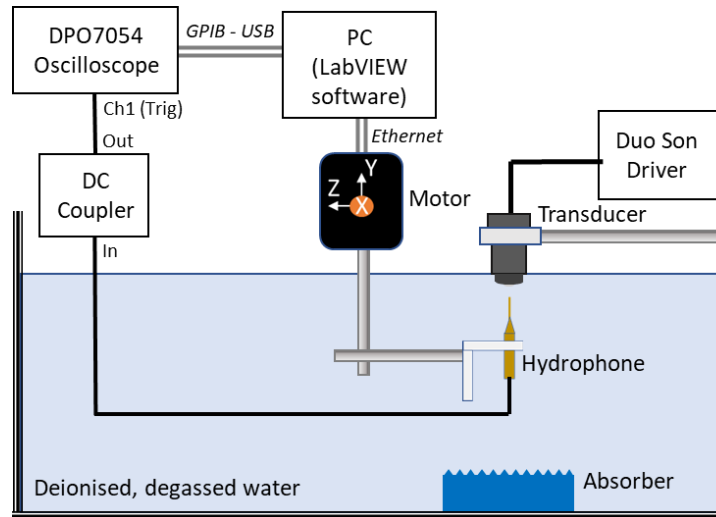 DPO7054
Oscilloscope
GPIB - USB
PC
(LabVIEW
software)
Ch1 (Trig)
Out
Ethernet
DC
Coupler
In
Y
Z
X
Motor
Duo Son
Driver
Transducer
Hydrophone
Absorber
Deionised, degassed water